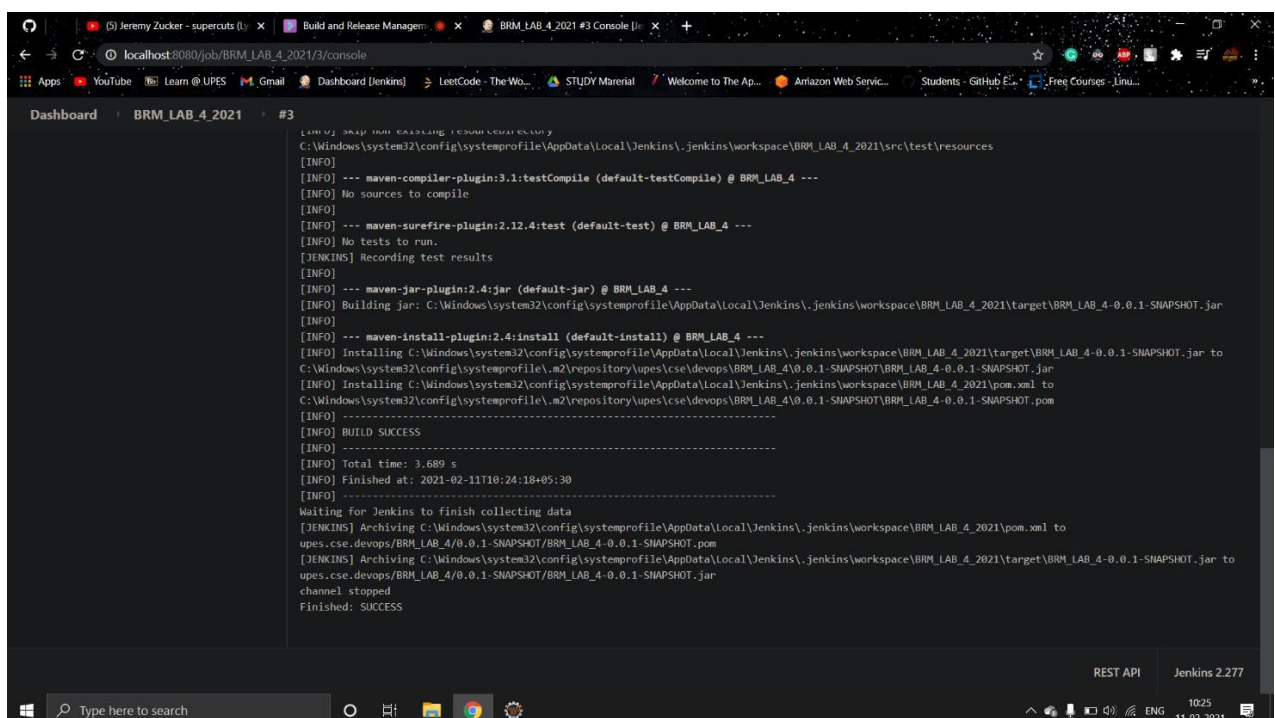 (5) Jeremy Zucker - supercuts (Ly
Build and Release Managem
BRM_LAB_4_2021 #3 Console [Je
localhost:8080/job/BRM_LAB_4_2021/3/console
Apps YouTube Learn @ UPES Gmail Dashboard [Jenkins] LeetCode - The Wo... STUDY Marerial Welcome to The Ap... Amazon Web Servic... Students - GitHub E... Free Courses - Linu...
Dashboard BRM_LAB_4_2021 #3
[INFO] skip non existing resourceDirectory
C:\Windows\system32\config\systemprofile\AppData\Local\Jenkins\.jenkins\workspace\BRM_LAB_4_2021\src\test\resources
[INFO]
[INFO] --- maven-compiler-plugin:3.1:testCompile (default-testCompile) @ BRM_LAB_4 ---
[INFO] No sources to compile
[INFO]
[INFO] --- maven-surefire-plugin:2.12.4:test (default-test) @ BRM_LAB_4 ---
[INFO] No tests to run.
[JENKINS] Recording test results
[INFO]
[INFO] --- maven-jar-plugin:2.4:jar (default-jar) @ BRM_LAB_4 ---
[INFO] Building jar: C:\Windows\system32\config\systemprofile\AppData\Local\Jenkins\.jenkins\workspace\BRM_LAB_4_2021\target\BRM_LAB_4-0.0.1-SNAPSHOT.jar
[INFO]
[INFO] --- maven-install-plugin:2.4:install (default-install) @ BRM_LAB_4 ---
[INFO] Installing C:\Windows\system32\config\systemprofile\AppData\Local\Jenkins\.jenkins\workspace\BRM_LAB_4_2021\target\BRM_LAB_4-0.0.1-SNAPSHOT.jar to
C:\Windows\system32\config\systemprofile\.m2\repository\upes\cse\devops\BRM_LAB_4\0.0.1-SNAPSHOT\BRM_LAB_4-0.0.1-SNAPSHOT.jar
[INFO] Installing C:\Windows\system32\config\systemprofile\AppData\Local\Jenkins\.jenkins\workspace\BRM_LAB_4_2021\pom.xml to
C:\Windows\system32\config\systemprofile\.m2\repository\upes\cse\devops\BRM_LAB_4\0.0.1-SNAPSHOT\BRM_LAB_4-0.0.1-SNAPSHOT.pom
[INFO] ------------------------------------------------------------------------
[INFO] BUILD SUCCESS
[INFO] ------------------------------------------------------------------------
[INFO] Total time: 3.689 s
[INFO] Finished at: 2021-02-11T10:24:18+05:30
[INFO] ------------------------------------------------------------------------
Waiting for Jenkins to finish collecting data
[JENKINS] Archiving C:\Windows\system32\config\systemprofile\AppData\Local\Jenkins\.jenkins\workspace\BRM_LAB_4_2021\pom.xml to
upes.cse.devops/BRM_LAB_4/0.0.1-SNAPSHOT/BRM_LAB_4-0.0.1-SNAPSHOT.pom
[JENKINS] Archiving C:\Windows\system32\config\systemprofile\AppData\Local\Jenkins\.jenkins\workspace\BRM_LAB_4_2021\target\BRM_LAB_4-0.0.1-SNAPSHOT.jar to
upes.cse.devops/BRM_LAB_4/0.0.1-SNAPSHOT/BRM_LAB_4-0.0.1-SNAPSHOT.jar
channel stopped
Finished: SUCCESS
REST API Jenkins 2.277
Type here to search
ENG
10:25
11-02-2021